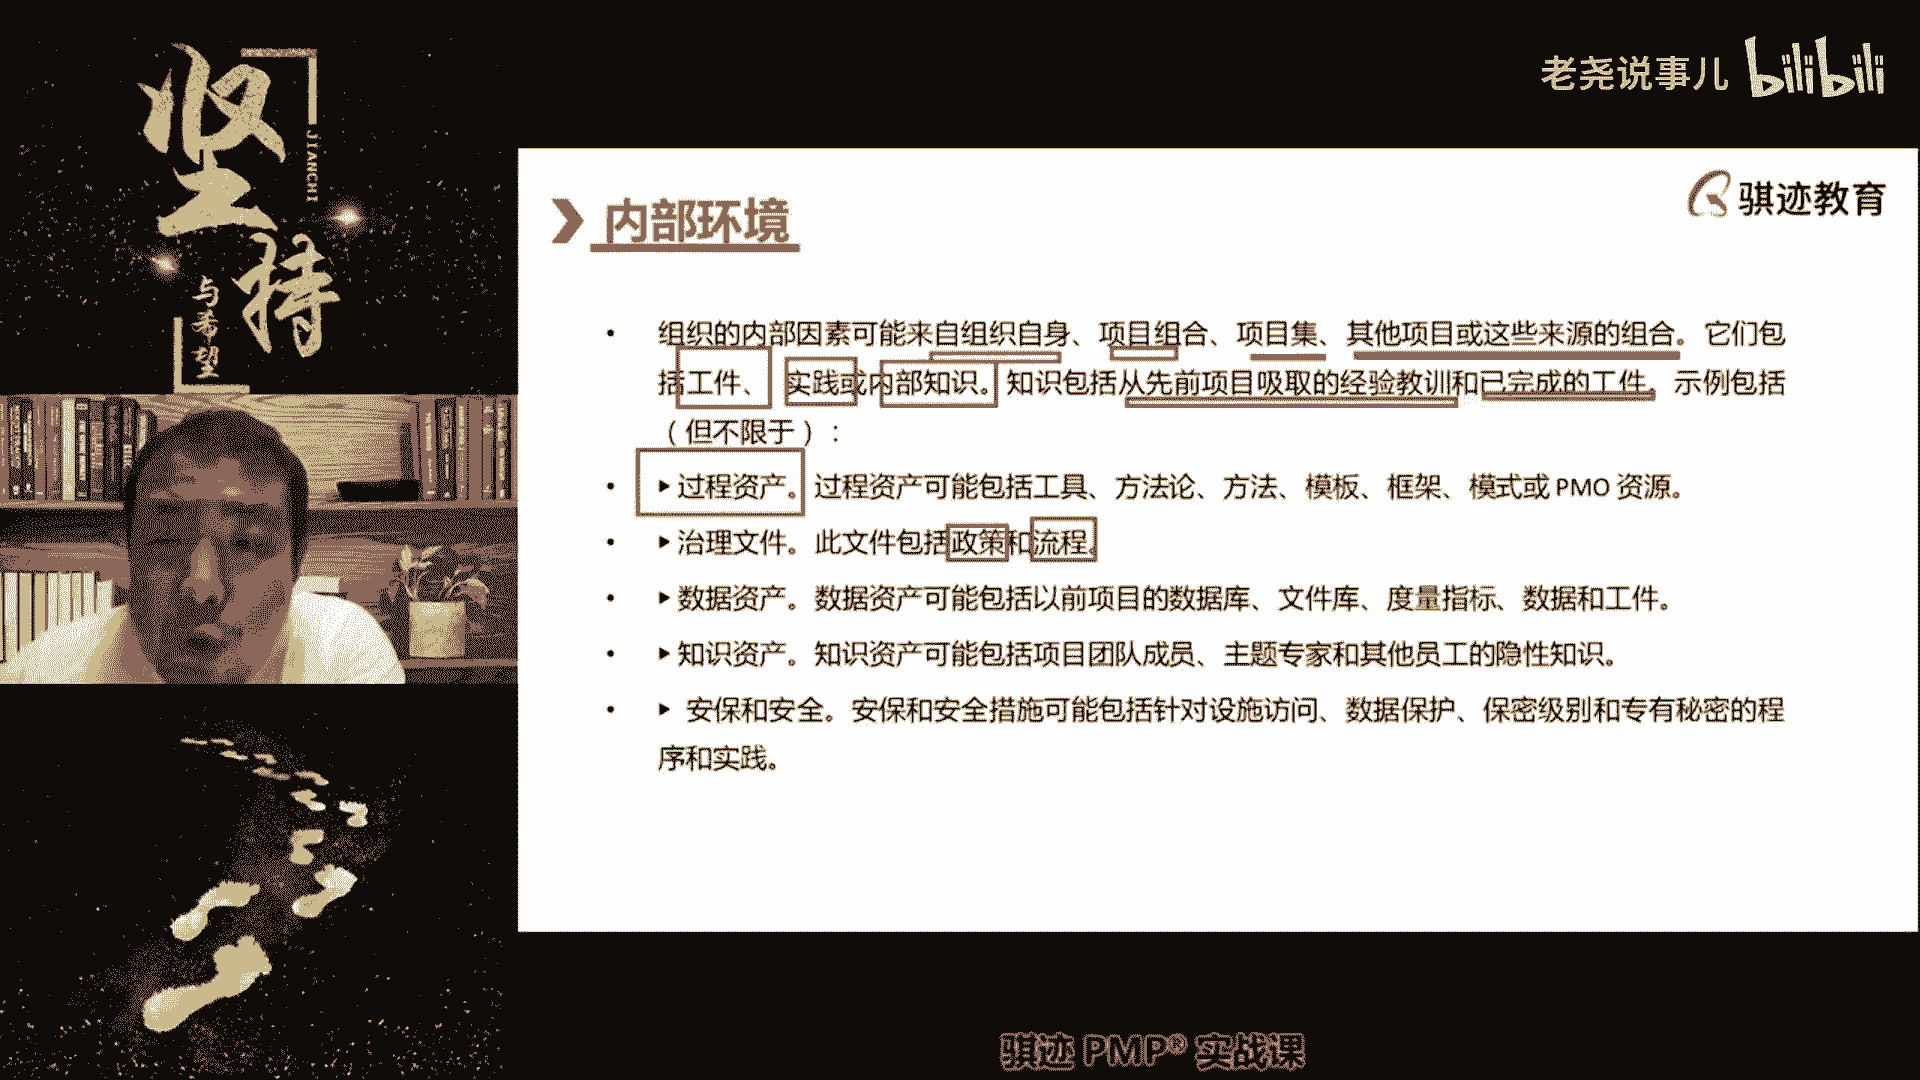 坚持
JIANCHI
与希望
老尧说事儿 bilibili
骐迹教育
内部环境
• 组织的内部因素可能来自组织自身、项目组合、项目集、其他项目或这些来源的组合。它们包
括工件、 实践或内部知识。知识包括从先前项目吸取的经验教训和已完成的工件。示例包括
（但不限于）：
• ▸过程资产。过程资产可能包括工具、方法论、方法、模板、框架、模式或 PMO 资源。
• ▸治理文件。此文件包括政策和流程。
• ▸数据资产。数据资产可能包括以前项目的数据库、文件库、度量指标、数据和工件。
• ▸知识资产。知识资产可能包括项目团队成员、主题专家和其他员工的隐性知识。
• ▸ 安保和安全。安保和安全措施可能包括针对设施访问、数据保护、保密级别和专有秘密的程
序和实践。
骐迹 PMP® 实战课